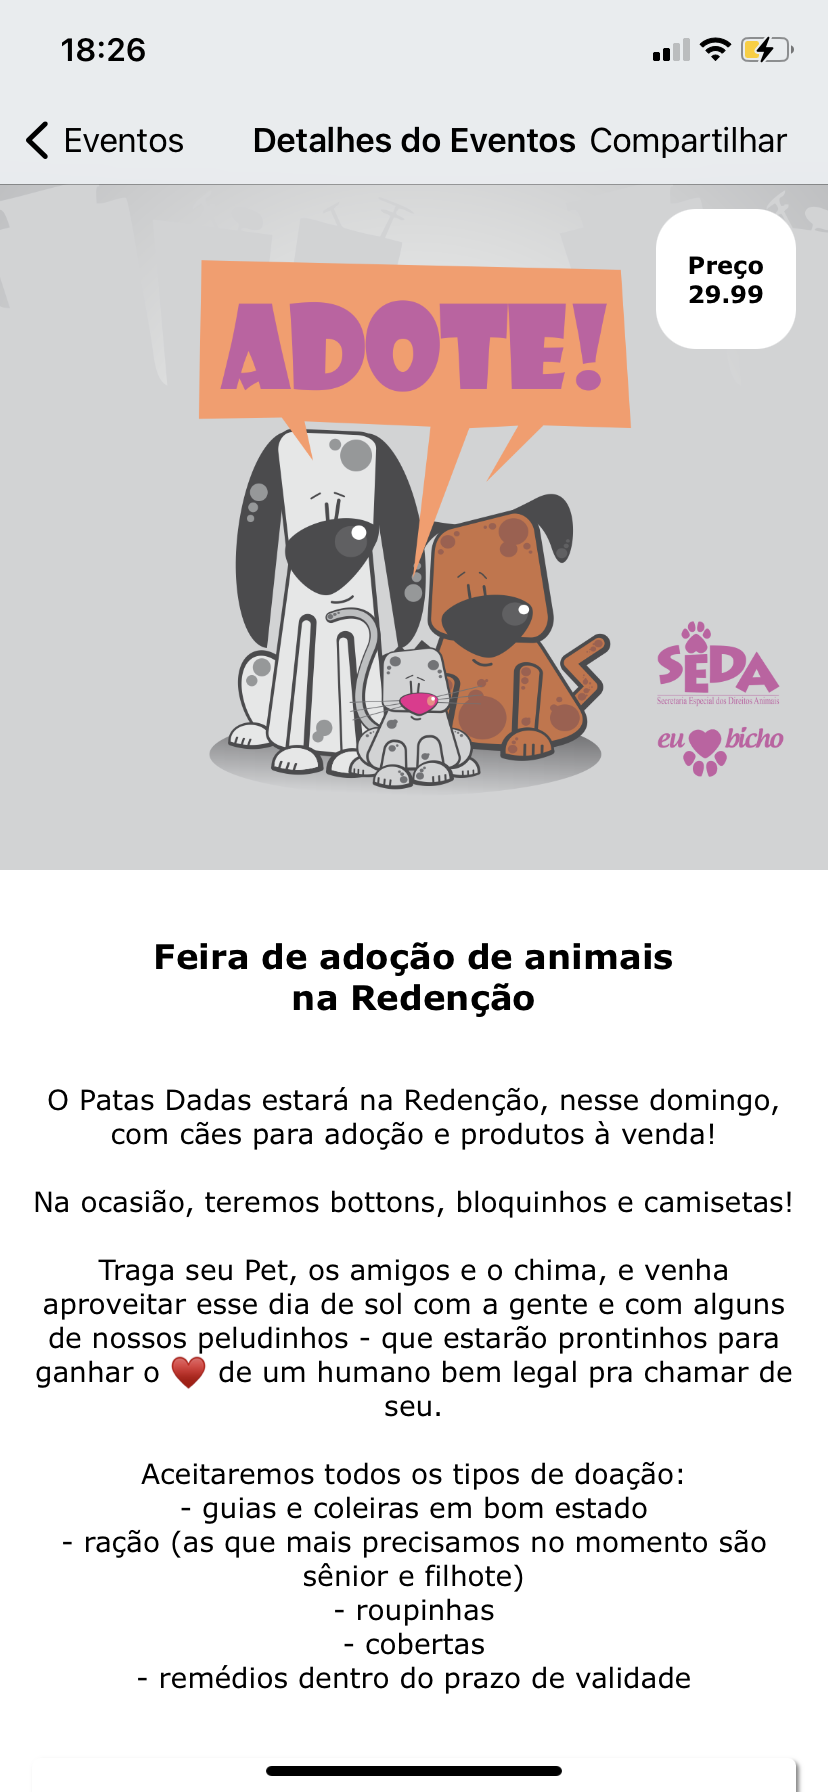 18:26
Eventos
Detalhes do Eventos
Compartilhar
Preço
29.99
ADOTE!
SEDA
Secretaria Especial dos Direitos Animais
eu bicho
Feira de adoção de animais
na Redenção
O Patas Dadas estará na Redenção, nesse domingo,
com cães para adoção e produtos à venda!
Na ocasião, teremos bottons, bloquinhos e camisetas!
Traga seu Pet, os amigos e o chima, e venha
aproveitar esse dia de sol com a gente e com alguns
de nossos peludinhos - que estarão prontinhos para
ganhar o ♥️ de um humano bem legal pra chamar de
seu.
Aceitaremos todos os tipos de doação:
- guias e coleiras em bom estado
- ração (as que mais precisamos no momento são
sênior e filhote)
- roupinhas
- cobertas
- remédios dentro do prazo de validade